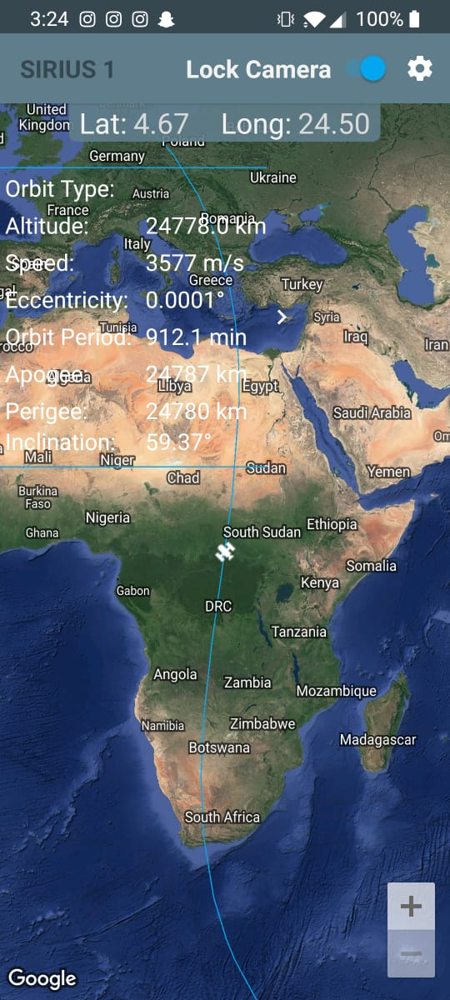 3:24 100%
SIRIUS 1 Lock Camera
Lat: 4.67 Long: 24.50
United
Kingdom
Poland
Germany
Ukraine
Orbit Type:
Austria
France
Romania
Altitude: 24778.0 km
Italy
Speed: 3577 m/s
Greece
Turkey
Eccentricity: 0.0001°
Syria
Tunisia
Orbit Period: 912.1 min
Iraq
Iran
Apogee: 24787 km
Algeria
Libya
Egypt
Perigee: 24780 km
Saudi Arabia
Inclination: 59.37°
Mali
Niger
Chad
Sudan
Yemen
Burkina
Faso
Nigeria
Ethiopia
Ghana
South Sudan
Somalia
Gabon
Kenya
DRC
Tanzania
Angola
Zambia
Mozambique
Namibia
Zimbabwe
Madagascar
Botswana
South Africa
+
−
Google